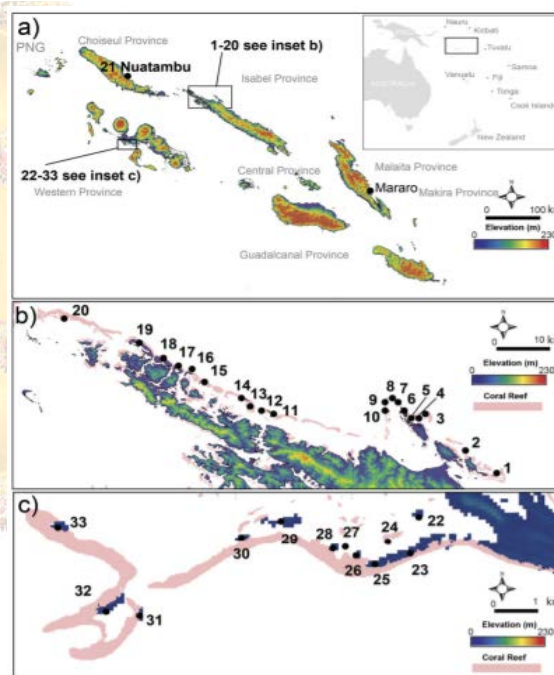 a)
PNG
Choiseul Province
21 Nuatambu
1-20 see inset b)
Isabel Province
22-33 see inset c)
Western Province
Central Province
Malaita Province
Mararo
Makira Province
Guadalcanal Province
Nauru
Kiribati
Tuvalu
Samoa
Vanuatu
Fiji
Tonga
Cook Islands
AUSTRALIA
New Zealand
N
0 100 k
Elevation (m)
0 230
b)
20
19
18
17
16
15
14
13
12
11
10
9
8
7
6
5
4
3
2
1
0 10 k
Elevation (m)
0 230
Coral Reef
c)
33
32
31
30
29
28
27
26
25
24
23
22
0 1 k
Elevation (m)
0 230
Coral Reef